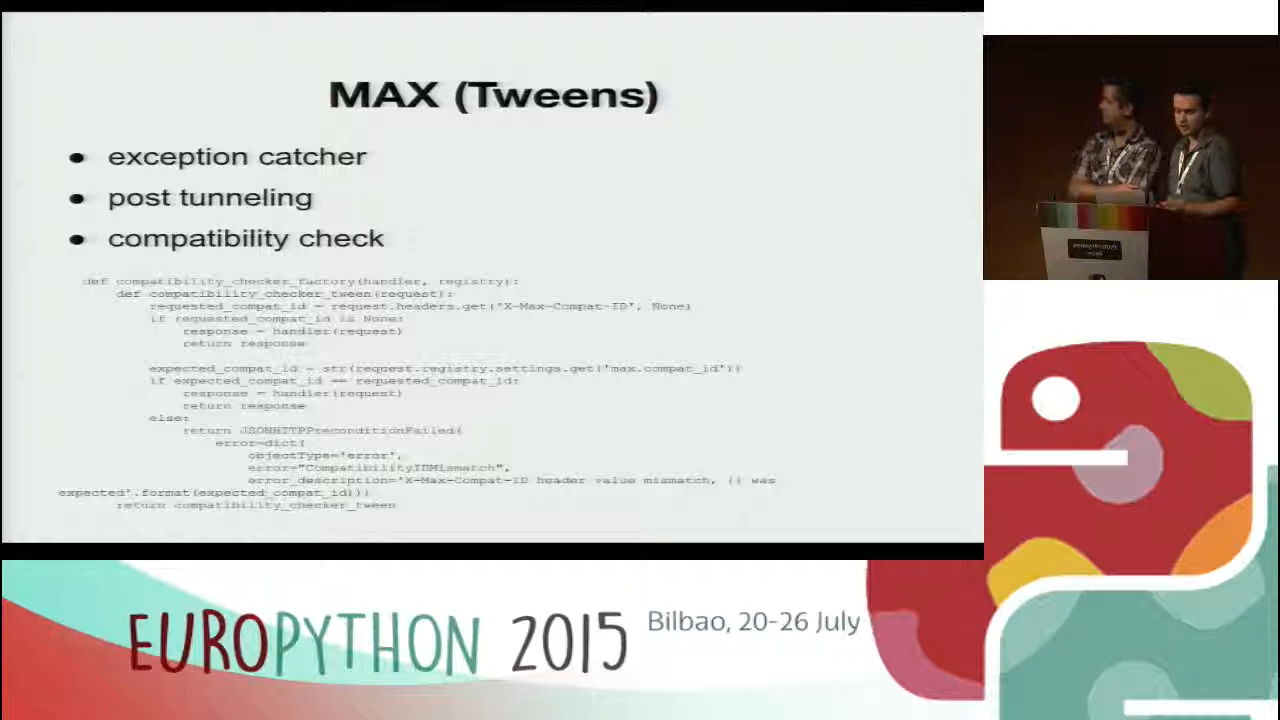 MAX (Tweens)
● exception catcher
● post tunneling
● compatibility check
def compatibility_checker_factory(handler, registry):
    def compatibility_checker_tween(request):
        requested_compat_id = request.headers.get('X-Max-Compat-ID', None)
        if requested_compat_id is None:
            response = handler(request)
            return response
        expected_compat_id = str(request.registry.settings.get('max.compat_id'))
        if expected_compat_id == requested_compat_id:
            response = handler(request)
            return response
        else:
            return JSONHTTPPreconditionFailed(
                error=dict(
                    objectType='error',
                    error="CompatibilityIDMismatch",
                    error_description='X-Max-Compat-ID header value mismatch, {} was
expected'.format(expected_compat_id)))
    return compatibility_checker_tween
EUROPYTHON 2015
Bilbao, 20-26 July